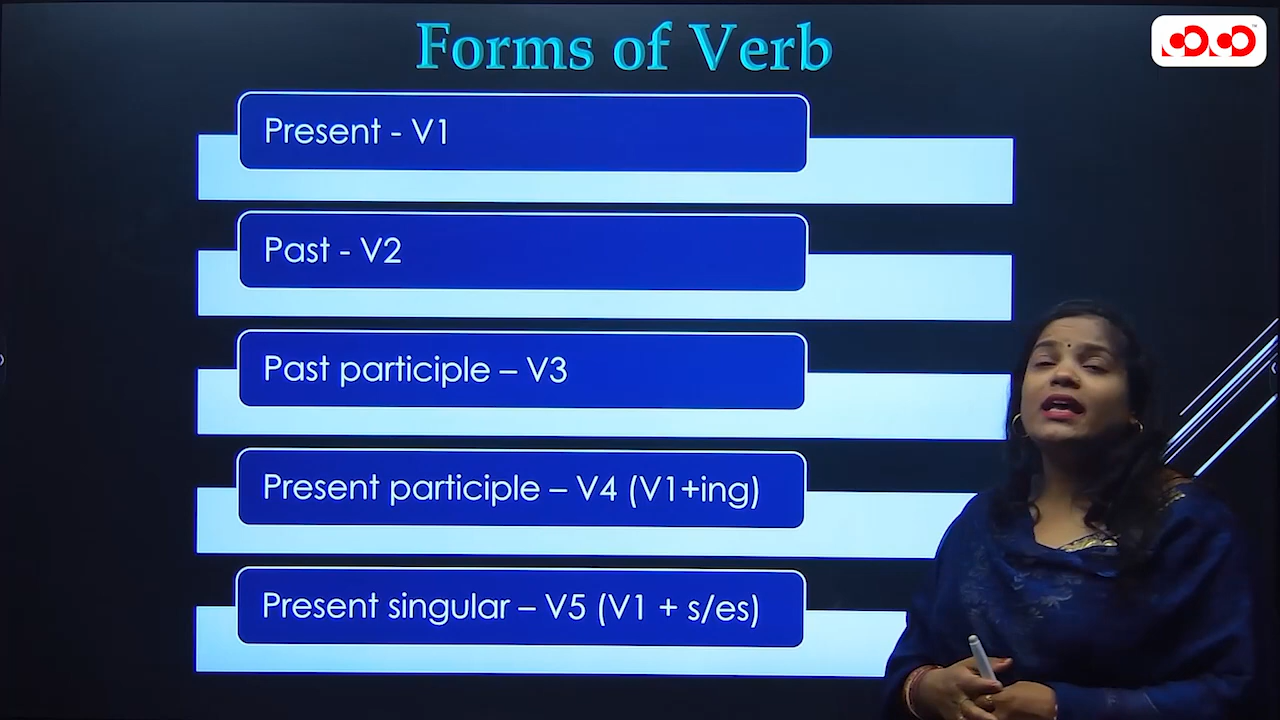 Forms of Verb
Present - V1
Past - V2
Past participle – V3
Present participle – V4 (V1+ing)
Present singular – V5 (V1 + s/es)